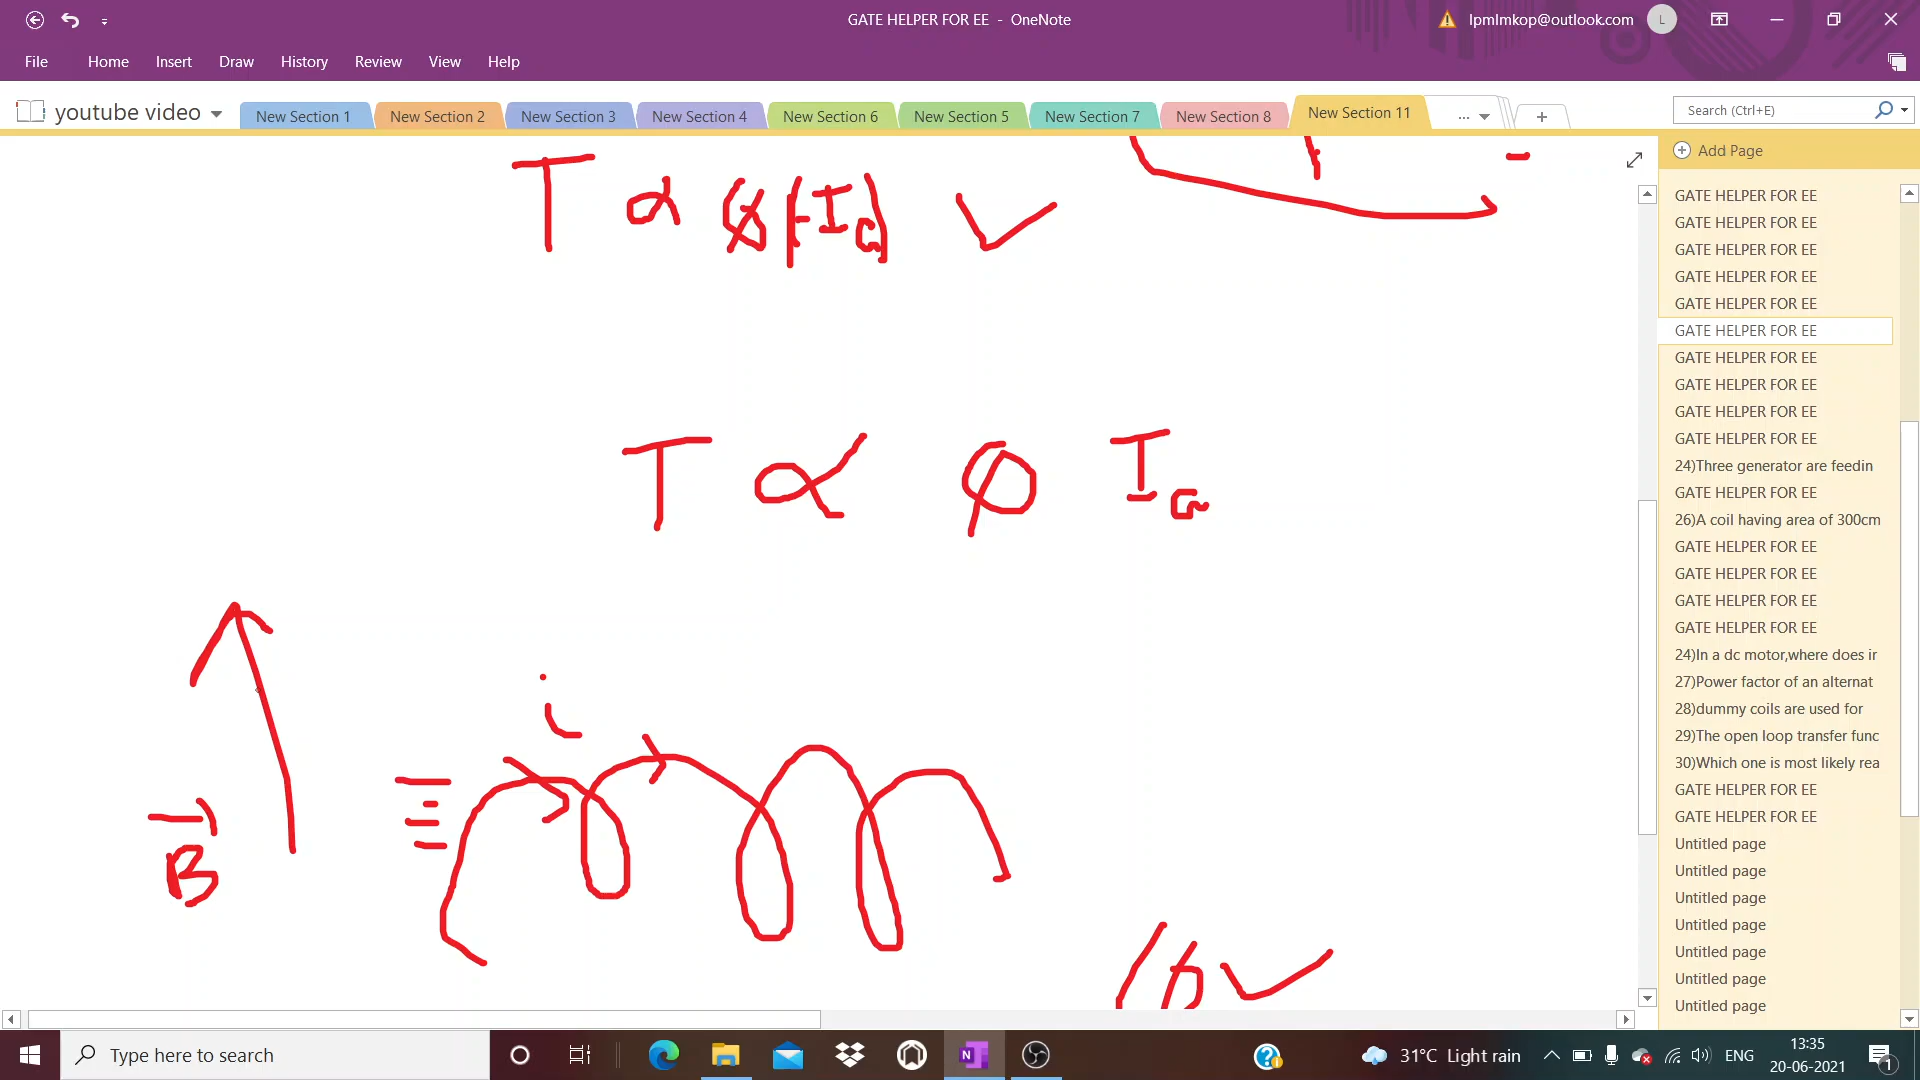 GATE HELPER FOR EE - OneNote
lpmlmkop@outlook.com
L
File Home Insert Draw History Review View Help
youtube video
New Section 1
New Section 2
New Section 3
New Section 4
New Section 6
New Section 5
New Section 7
New Section 8
New Section 11
...
Search (Ctrl+E)
Add Page
GATE HELPER FOR EE
GATE HELPER FOR EE
GATE HELPER FOR EE
GATE HELPER FOR EE
GATE HELPER FOR EE
GATE HELPER FOR EE
GATE HELPER FOR EE
GATE HELPER FOR EE
GATE HELPER FOR EE
GATE HELPER FOR EE
24)Three generator are feedin
GATE HELPER FOR EE
26)A coil having area of 300cm
GATE HELPER FOR EE
GATE HELPER FOR EE
GATE HELPER FOR EE
GATE HELPER FOR EE
24)In a dc motor,where does ir
27)Power factor of an alternat
28)dummy coils are used for
29)The open loop transfer func
30)Which one is most likely rea
GATE HELPER FOR EE
GATE HELPER FOR EE
Untitled page
Untitled page
Untitled page
Untitled page
Untitled page
Untitled page
Untitled page
T ∝ ϕ(-Ia) ✓
T ∝ ϕ Ia
i
B
Type here to search
31°C Light rain
ENG
13:35
20-06-2021
1